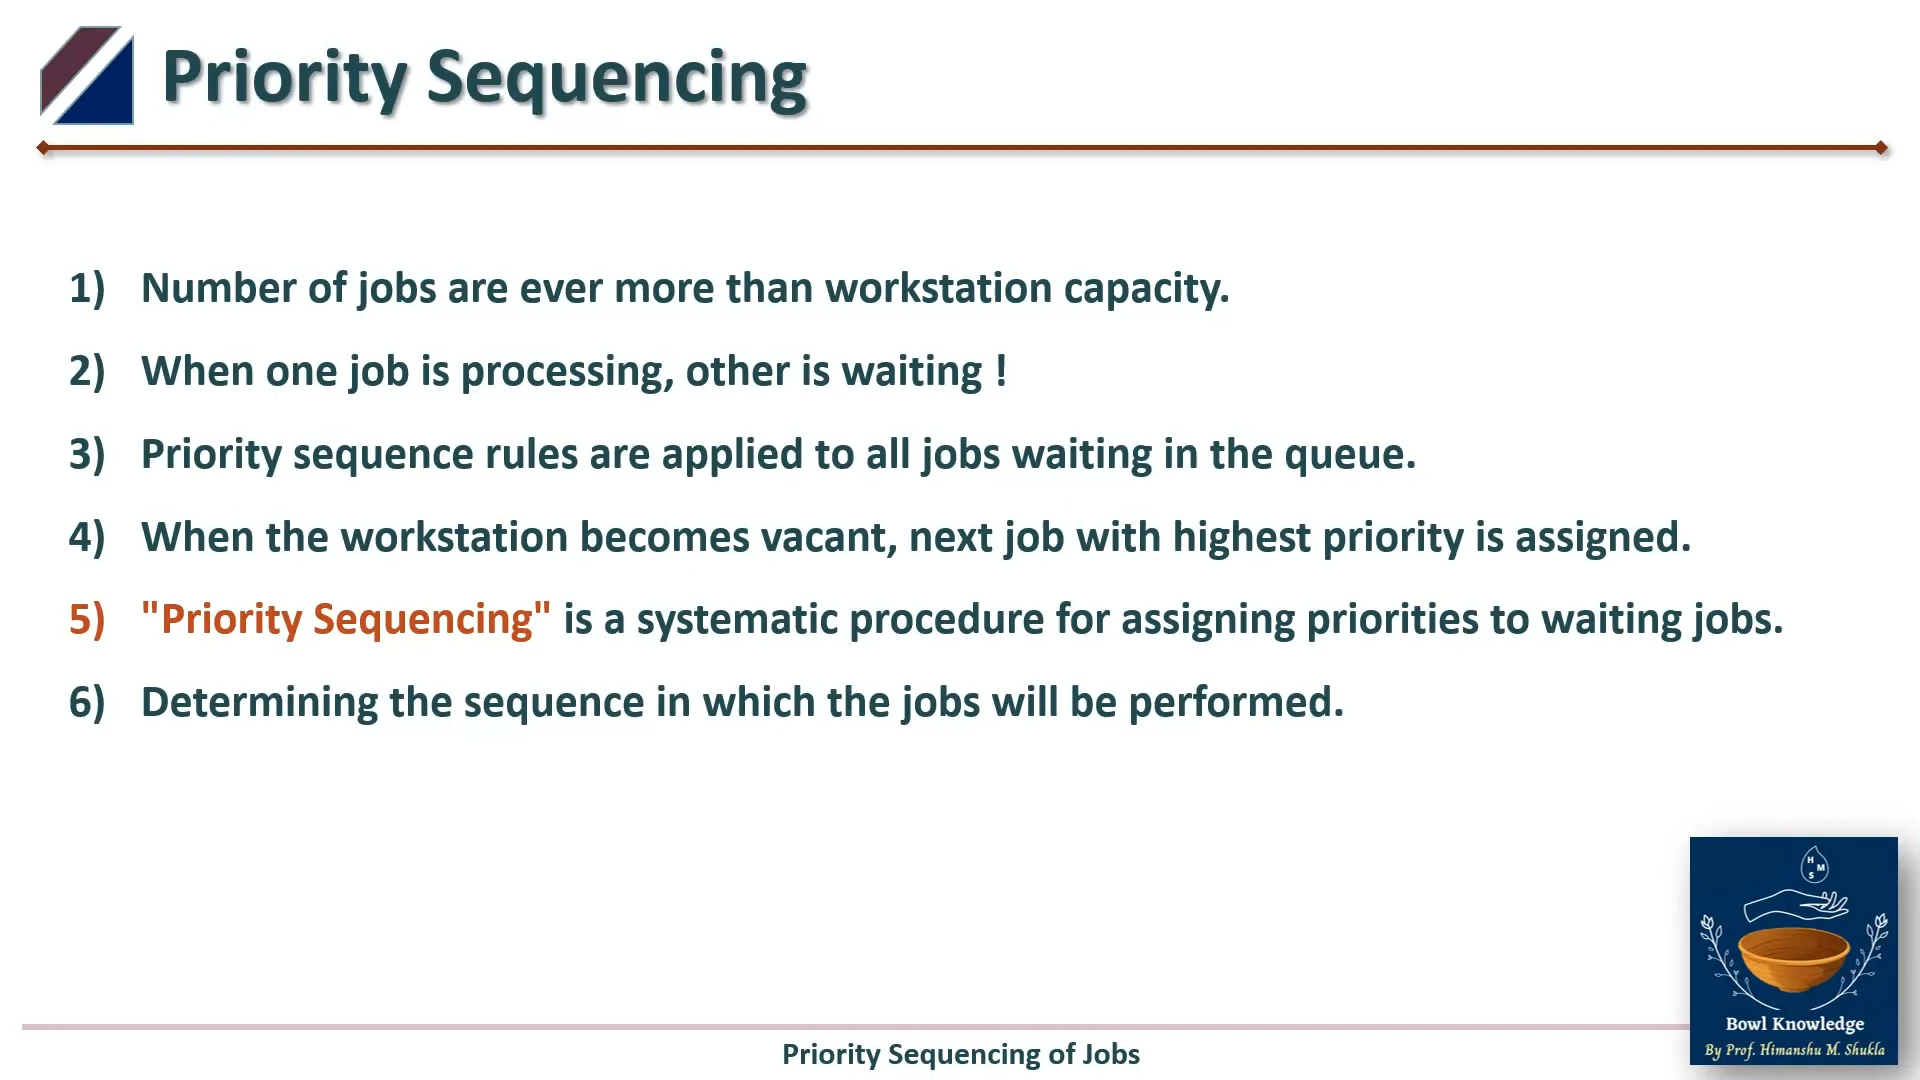 Priority Sequencing
1) Number of jobs are ever more than workstation capacity.
2) When one job is processing, other is waiting !
3) Priority sequence rules are applied to all jobs waiting in the queue.
4) When the workstation becomes vacant, next job with highest priority is assigned.
5) "Priority Sequencing" is a systematic procedure for assigning priorities to waiting jobs.
6) Determining the sequence in which the jobs will be performed.
H
M
S
Bowl Knowledge
By Prof. Himanshu M. Shukla
Priority Sequencing of Jobs